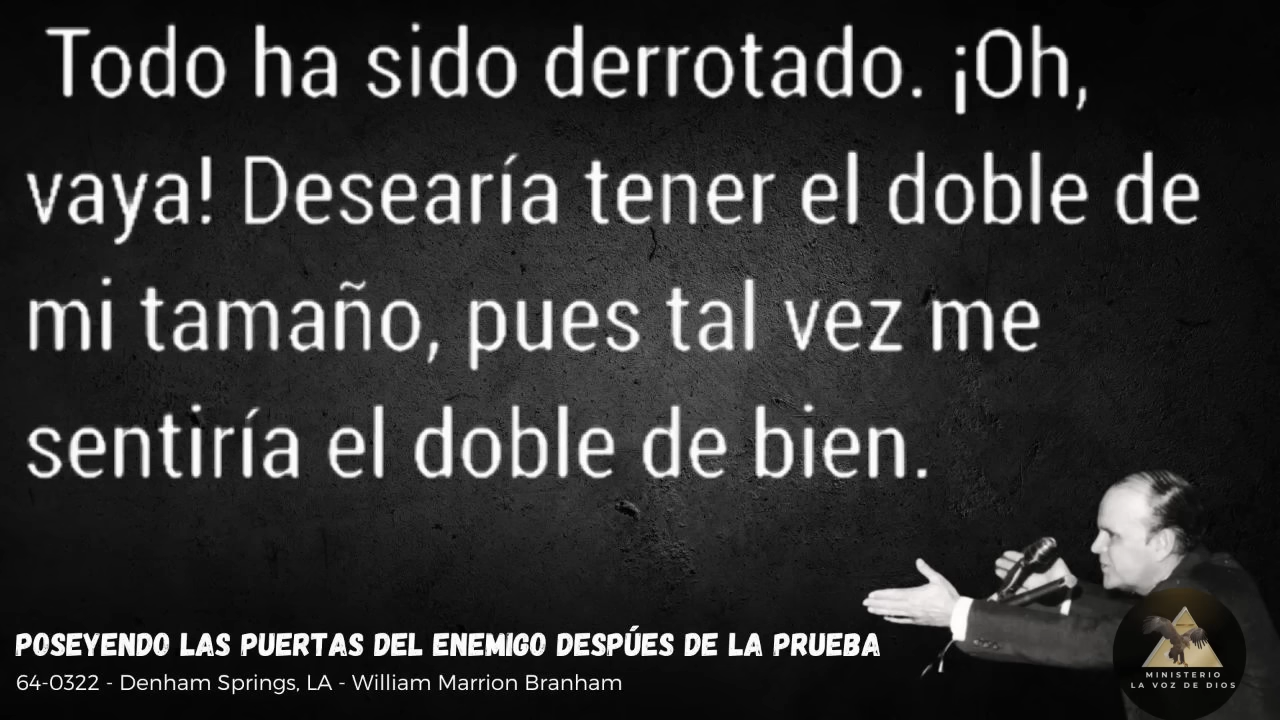 Todo ha sido derrotado. ¡Oh,
vaya! Desearía tener el doble de
mi tamaño, pues tal vez me
sentiría el doble de bien.
POSEYENDO LAS PUERTAS DEL ENEMIGO DESPÚES DE LA PRUEBA
64-0322 - Denham Springs, LA - William Marrion Branham
MINISTERIO
LA VOZ DE DIOS